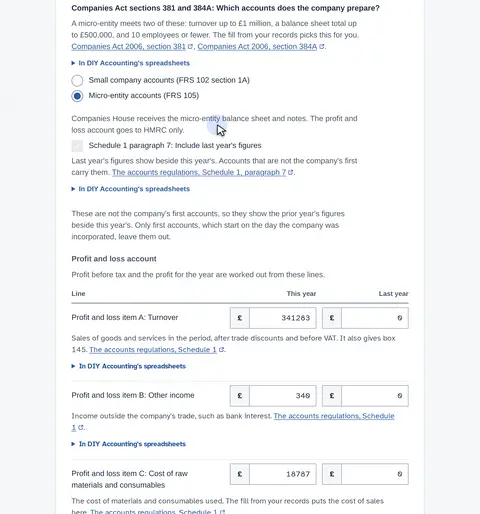 Companies Act sections 381 and 384A: Which accounts does the company prepare?
A micro-entity meets two of these: turnover up to £1 million, a balance sheet total up
to £500,000, and 10 employees or fewer. The fill from your records picks this for you.
Companies Act 2006, section 381, Companies Act 2006, section 384A.
In DIY Accounting's spreadsheets
Small company accounts (FRS 102 section 1A)
Micro-entity accounts (FRS 105)
Companies House receives the micro-entity balance sheet and notes. The profit and
loss account goes to HMRC only.
Schedule 1 paragraph 7: Include last year's figures
Last year's figures show beside this year's. Accounts that are not the company's first
carry them. The accounts regulations, Schedule 1, paragraph 7.
In DIY Accounting's spreadsheets
These are not the company's first accounts, so they show the prior year's figures
beside this year's. Only first accounts, which start on the day the company was
incorporated, leave them out.
Profit and loss account
Profit before tax and the profit for the year are worked out from these lines.
Line This year Last year
Profit and loss item A: Turnover £ 341283 £ 0
Sales of goods and services in the period, after trade discounts and before VAT. It also gives box
145. The accounts regulations, Schedule 1.
In DIY Accounting's spreadsheets
Profit and loss item B: Other income £ 340 £ 0
Income outside the company's trade, such as bank interest. The accounts regulations, Schedule
1.
In DIY Accounting's spreadsheets
Profit and loss item C: Cost of raw
materials and consumables £ 18787 £ 0
The cost of materials and consumables used. The fill from your records puts the cost of sales
here. The accounts regulations, Schedule 1.